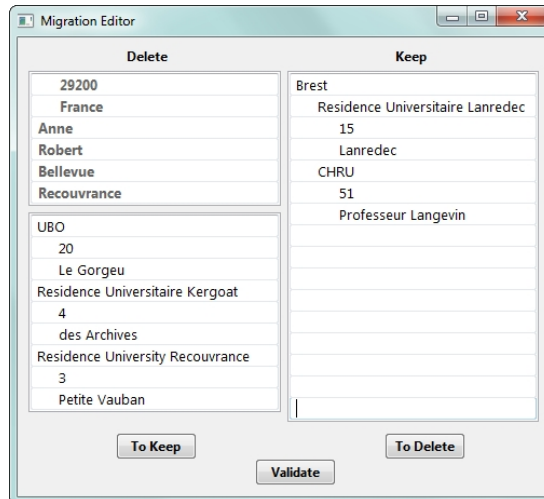 Migration Editor
Delete
29200
France
Anne
Robert
Bellevue
Recouvrance
UBO
20
Le Gorgeu
Residence Universitaire Kergoat
4
des Archives
Residence University Recouvrance
3
Petite Vauban
To Keep
Keep
Brest
Residence Universitaire Lanredec
15
Lanredec
CHRU
51
Professeur Langevin
To Delete
Validate